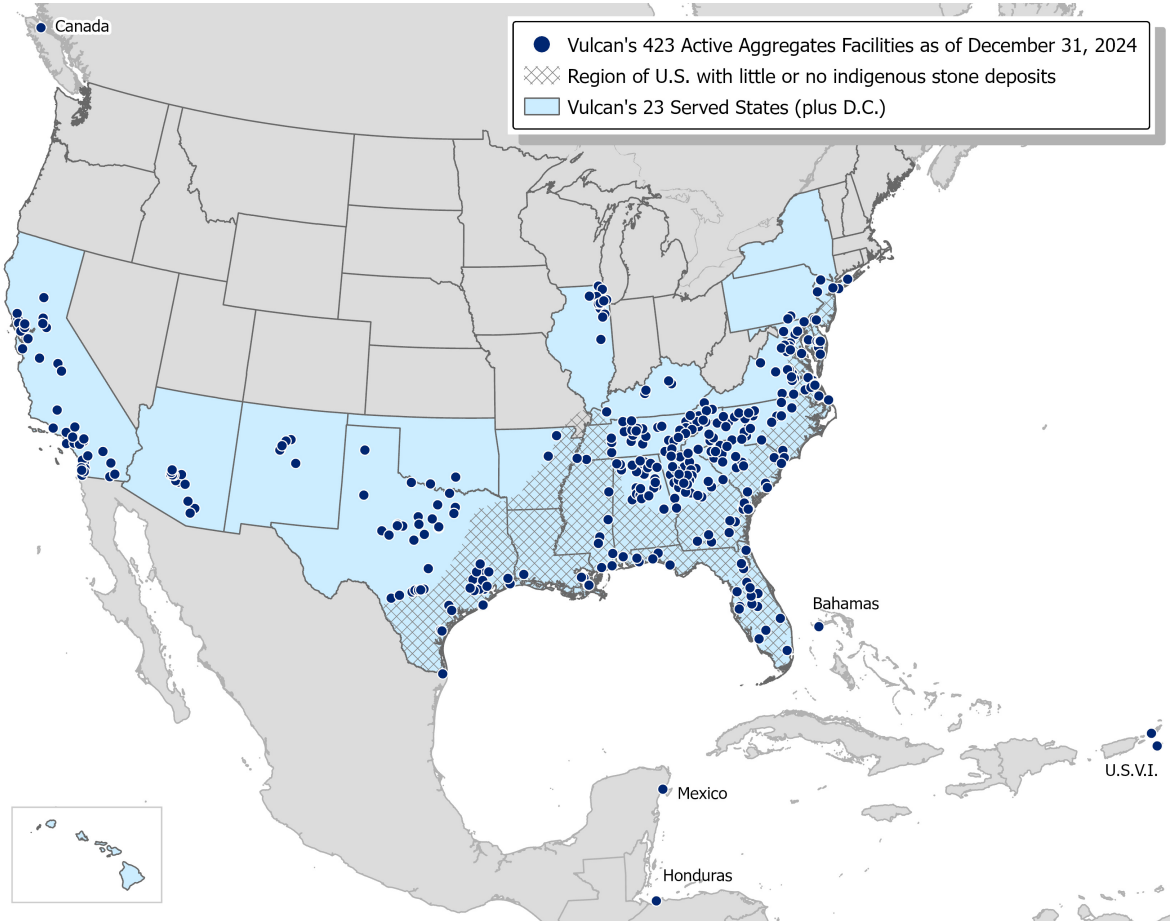 Canada
Vulcan's 423 Active Aggregates Facilities as of December 31, 2024
Region of U.S. with little or no indigenous stone deposits
Vulcan's 23 Served States (plus D.C.)
Bahamas
U.S.V.I.
Mexico
Honduras